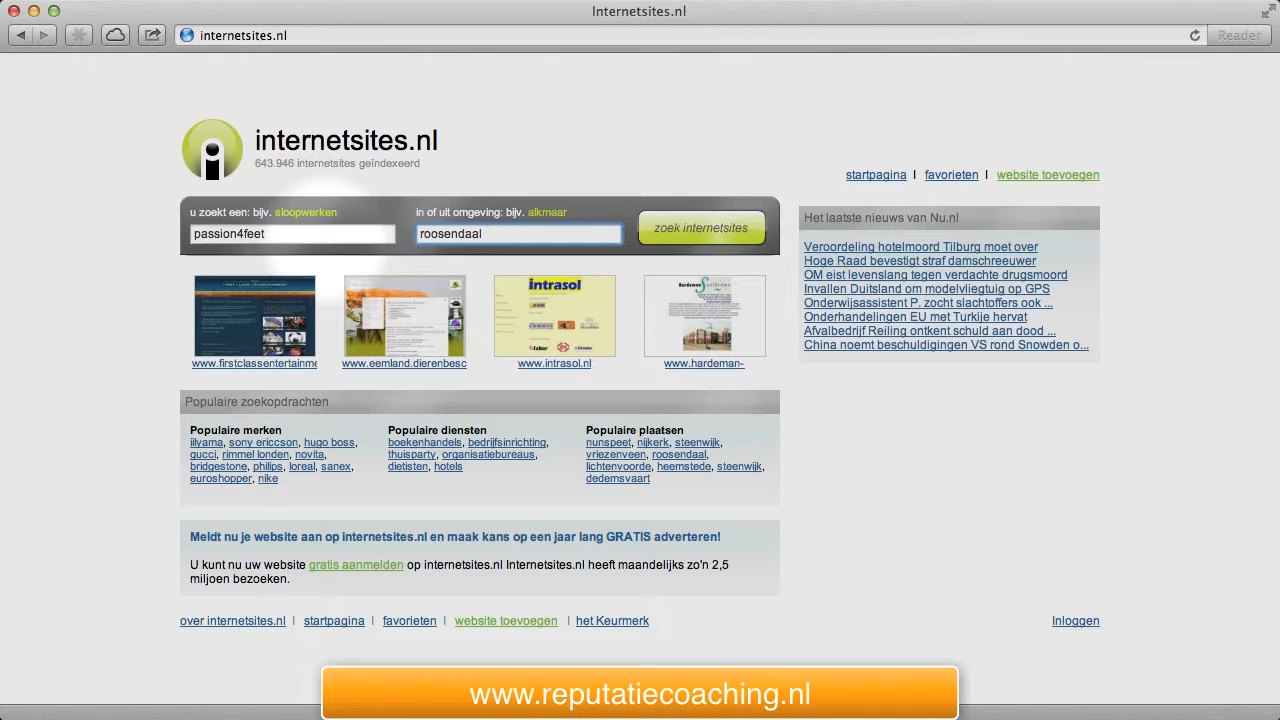 Internetsites.nl
internetsites.nl
Reader
internetsites.nl
643.946 internetsites geïndexeerd
startpagina I favorieten I website toevoegen
u zoekt een: bijv. sloopwerken
in of uit omgeving: bijv. alkmaar
passion4feet
roosendaal
zoek internetsites
www.firstclassentertainme
www.eemland.dierenbesc
www.intrasol.nl
www.hardeman-
intrasol
Het laatste nieuws van Nu.nl
Veroordeling hotelmoord Tilburg moet over
Hoge Raad bevestigt straf damschreeuwer
OM eist levenslang tegen verdachte drugsmoord
Invallen Duitsland om modelvliegtuig op GPS
Onderwijsassistent P. zocht slachtoffers ook ...
Onderhandelingen EU met Turkije hervat
Afvalbedrijf Reiling ontkent schuld aan dood ...
China noemt beschuldigingen VS rond Snowden o...
Populaire zoekopdrachten
Populaire merken
iilyama, sony ericcson, hugo boss,
gucci, rimmel londen, novita,
bridgestone, philips, loreal, sanex,
euroshopper, nike
Populaire diensten
boekenhandels, bedrijfsinrichting,
thuisparty, organisatiebureaus,
dietisten, hotels
Populaire plaatsen
nunspeet, nijkerk, steenwijk,
vriezenveen, roosendaal,
lichtenvoorde, heemstede, steenwijk,
dedemsvaart
Meldt nu je website aan op internetsites.nl en maak kans op een jaar lang GRATIS adverteren!
U kunt nu uw website gratis aanmelden op internetsites.nl Internetsites.nl heeft maandelijks zo'n 2,5
miljoen bezoeken.
over internetsites.nl I startpagina I favorieten I website toevoegen I het Keurmerk
Inloggen
www.reputatiecoaching.nl